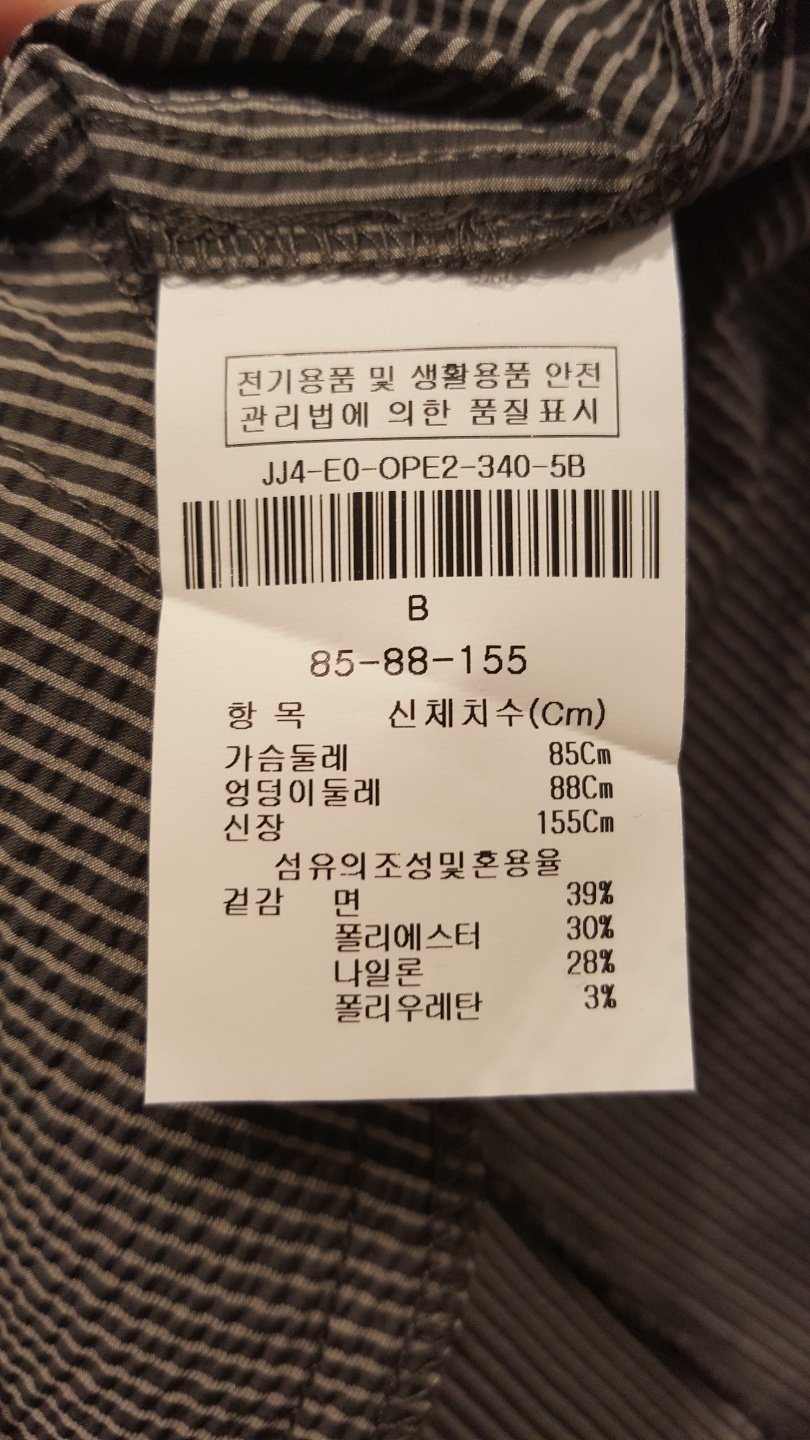 전기용품 및 생활용품 안전
관리법에 의한 품질표시
JJ4-E0-OPE2-340-5B
B
85-88-155
항 목 신체치수(Cm)
가슴둘레 85Cm
엉덩이둘레 88Cm
신장 155Cm
섬유의조성및혼용율
겉감 면 39%
폴리에스터 30%
나일론 28%
폴리우레탄 3%